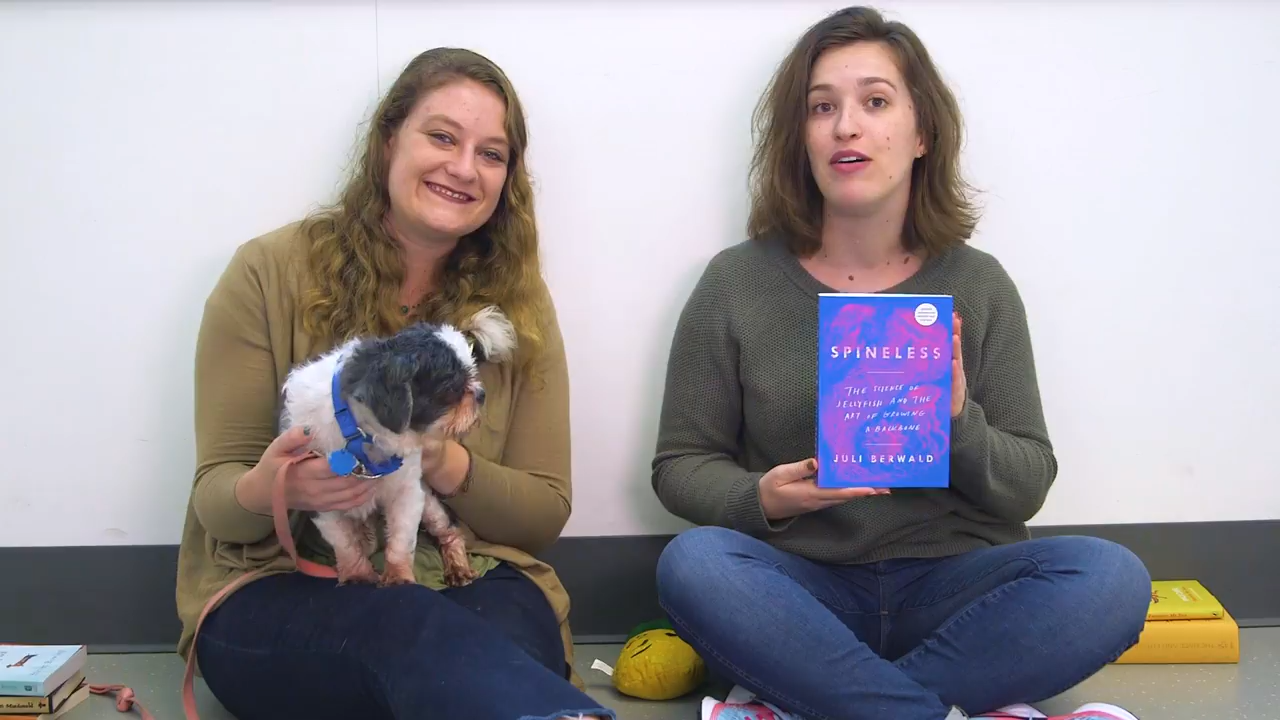 SPINELESS
THE SCIENCE OF
JELLYFISH AND THE
ART OF GROWING
A BACKBONE
JULI BERWALD